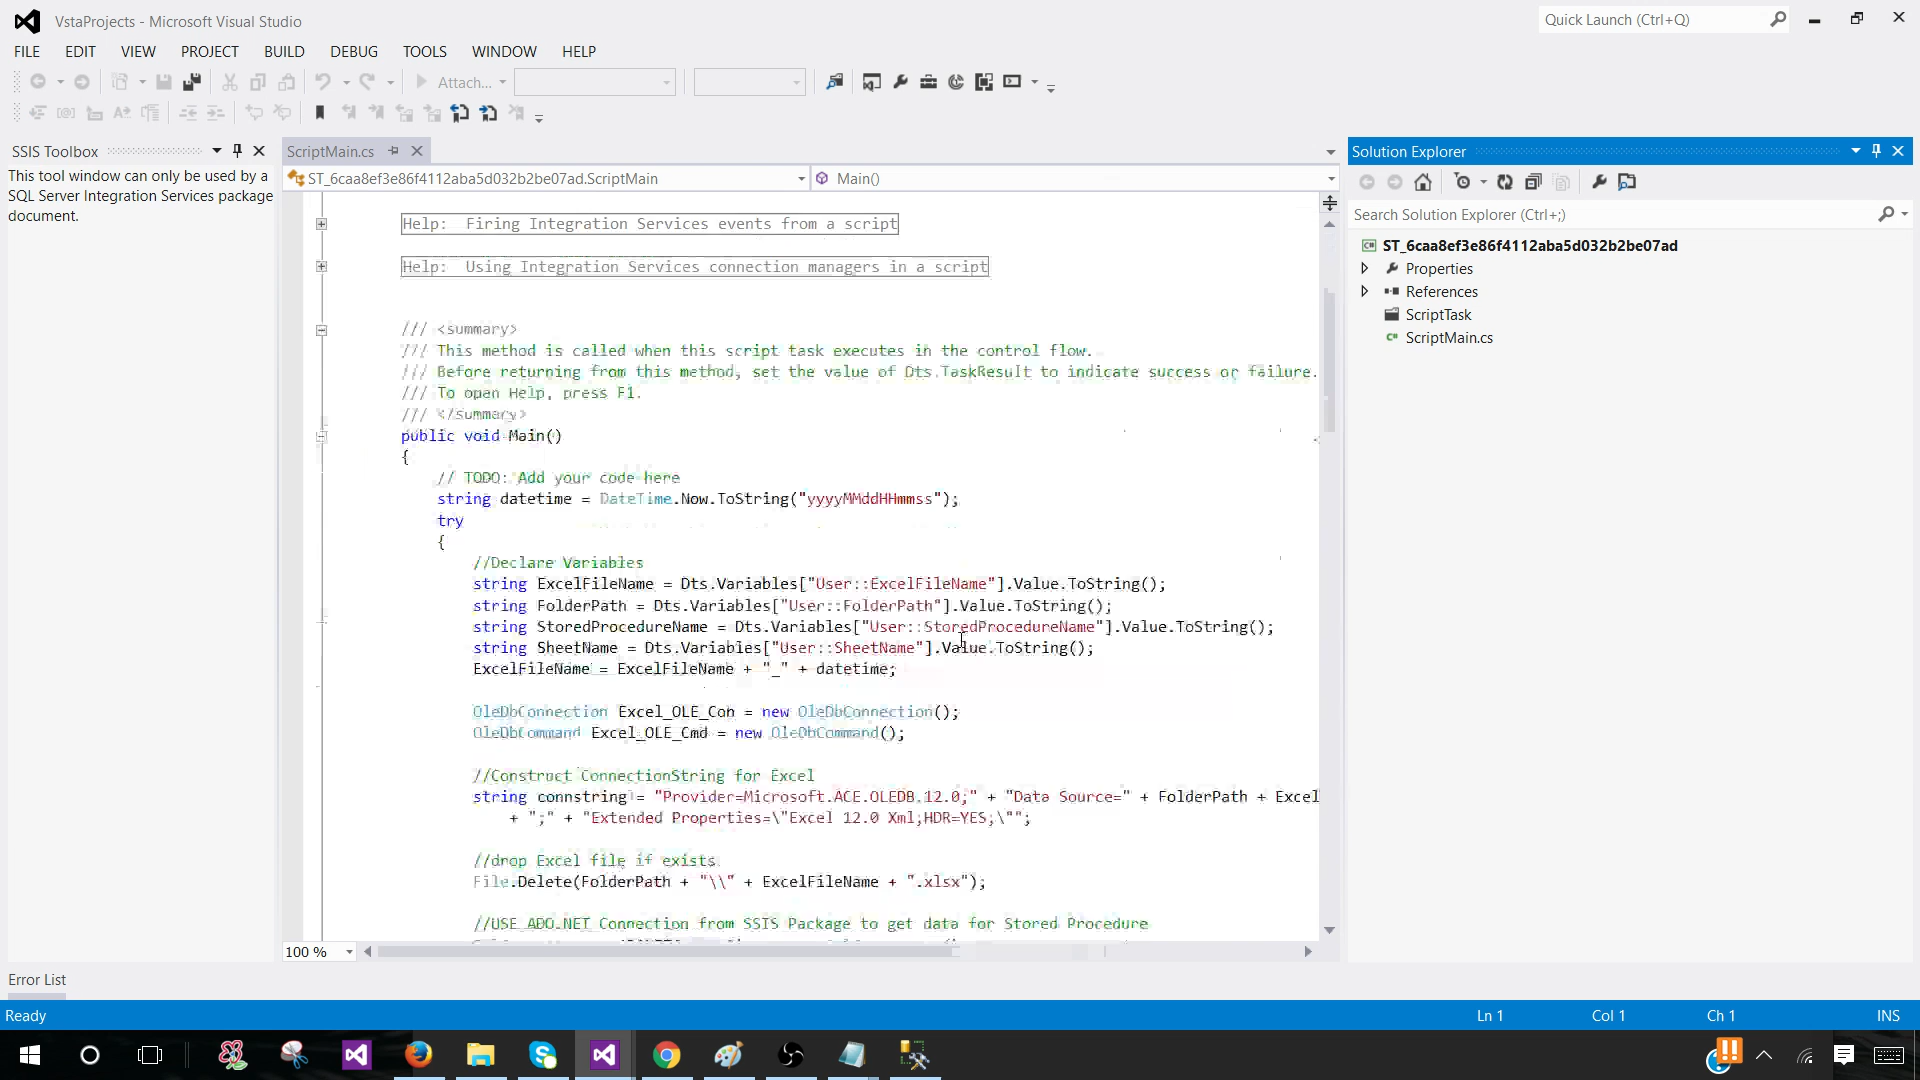 VstaProjects - Microsoft Visual Studio
Quick Launch (Ctrl+Q)
FILE EDIT VIEW PROJECT BUILD DEBUG TOOLS WINDOW HELP
Attach...
SSIS Toolbox
This tool window can only be used by a
SQL Server Integration Services package
document.
ScriptMain.cs
ST_6caa8ef3e86f4112aba5d032b2be07ad.ScriptMain
Main()
Help:  Firing Integration Services events from a script
Help:  Using Integration Services connection managers in a script
/// <summary>
/// This method is called when this script task executes in the control flow.
/// Before returning from this method, set the value of Dts.TaskResult to indicate success or failure.
/// To open Help, press F1.
/// </summary>
public void Main()
{
// TODO: Add your code here
string datetime = DateTime.Now.ToString("yyyyMMddHHmmss");
try
{
//Declare Variables
string ExcelFileName = Dts.Variables["User::ExcelFileName"].Value.ToString();
string FolderPath = Dts.Variables["User::FolderPath"].Value.ToString();
string StoredProcedureName = Dts.Variables["User::StoredProcedureName"].Value.ToString();
string SheetName = Dts.Variables["User::SheetName"].Value.ToString();
ExcelFileName = ExcelFileName + "_" + datetime;
OleDbConnection Excel_OLE_Con = new OleDbConnection();
OleDbCommand Excel_OLE_Cmd = new OleDbCommand();
//Construct ConnectionString for Excel
string connstring = "Provider=Microsoft.ACE.OLEDB.12.0;" + "Data Source=" + FolderPath + Excel
+ ";" + "Extended Properties=\"Excel 12.0 Xml;HDR=YES;\"";
//drop Excel file if exists
File.Delete(FolderPath + "\\" + ExcelFileName + ".xlsx");
//USE ADO.NET Connection from SSIS Package to get data for Stored Procedure
100 %
Solution Explorer
Search Solution Explorer (Ctrl+;)
ST_6caa8ef3e86f4112aba5d032b2be07ad
Properties
References
ScriptTask
ScriptMain.cs
Error List
Ready
Ln 1
Col 1
Ch 1
INS